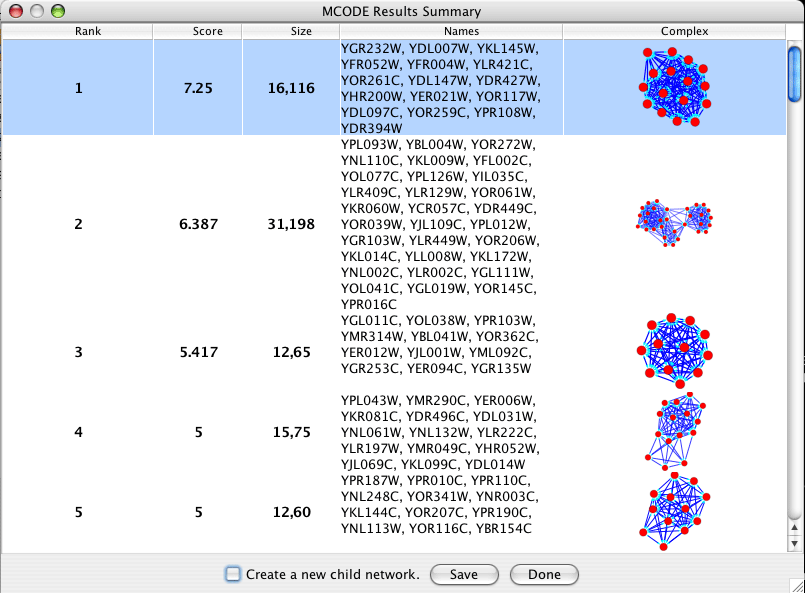 MCODE Results Summary
Rank Score Size Names Complex
1 7.25 16,116
YGR232W, YDL007W, YKL145W,
YFR052W, YFR004W, YLR421C,
YOR261C, YDL147W, YDR427W,
YHR200W, YER021W, YOR117W,
YDL097C, YOR259C, YPR108W,
YDR394W
2 6.387 31,198
YPL093W, YBL004W, YOR272W,
YNL110C, YKL009W, YFL002C,
YOL077C, YPL126W, YIL035C,
YLR409C, YLR129W, YOR061W,
YKR060W, YCR057C, YDR449C,
YOR039W, YJL109C, YPL012W,
YGR103W, YLR449W, YOR206W,
YKL014C, YLL008W, YKL172W,
YNL002C, YLR002C, YGL111W,
YOL041C, YGL019W, YOR145C,
YPR016C
3 5.417 12,65
YGL011C, YOL038W, YPR103W,
YMR314W, YBL041W, YOR362C,
YER012W, YJL001W, YML092C,
YGR253C, YER094C, YGR135W
4 5 15,75
YPL043W, YMR290C, YER006W,
YKR081C, YDR496C, YDL031W,
YNL061W, YNL132W, YLR222C,
YLR197W, YMR049C, YHR052W,
YJL069C, YKL099C, YDL014W
5 5 12,60
YPR187W, YPR010C, YPR110C,
YNL248C, YOR341W, YNR003C,
YKL144C, YOR207C, YPR190C,
YNL113W, YOR116C, YBR154C
Create a new child network. Save Done